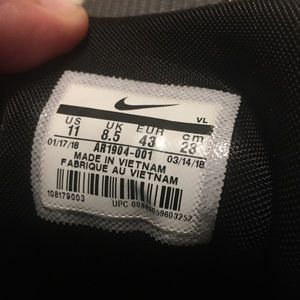 VL
US UK EUR cm
11 8.5 43 28
01/17/18 AR1904-001 03/14/18
MADE IN VIETNAM
FABRIQUE AU VIETNAM
108179003
UPC